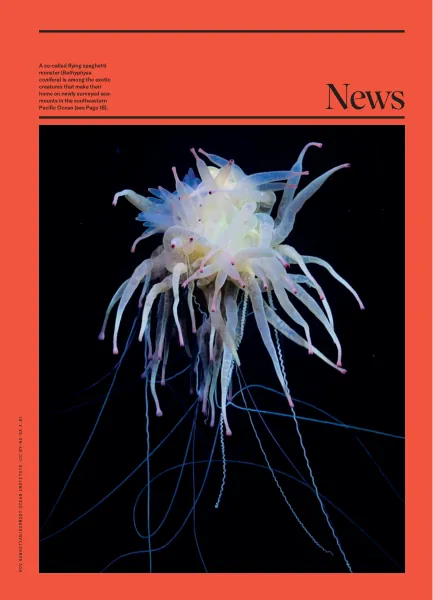 A so-called flying spaghetti
monster (Bathyphysa
conifera) is among the exotic
creatures that make their
home on newly surveyed sea-
mounts in the southeastern
Pacific Ocean (see Page 16).
News